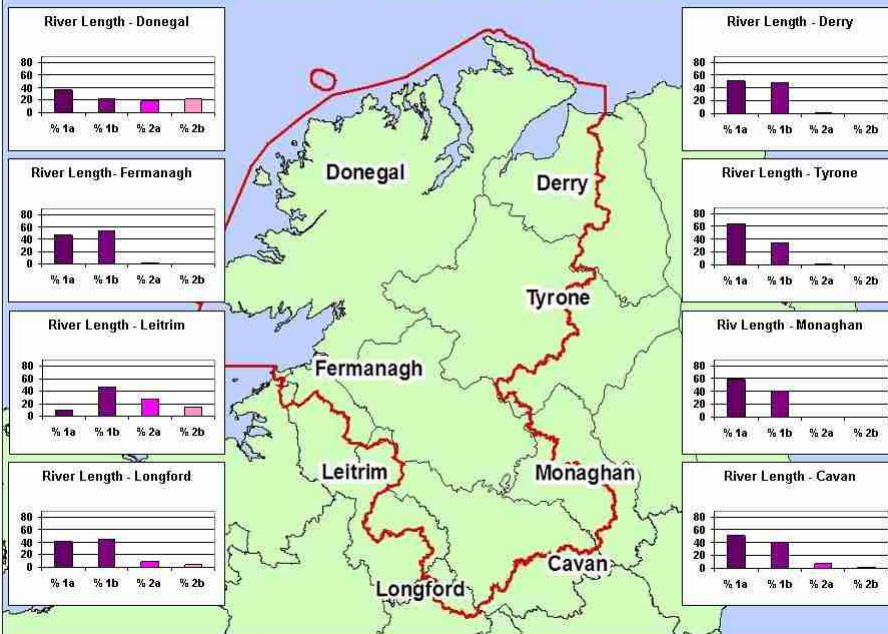 River Length - Donegal
80
60
40
20
0
% 1a % 1b % 2a % 2b
River Length- Fermanagh
80
60
40
20
0
% 1a % 1b % 2a % 2b
River Length - Leitrim
80
60
40
20
0
% 1a % 1b % 2a % 2b
River Length - Longford
80
60
40
20
0
% 1a % 1b % 2a % 2b
Donegal
Derry
Tyrone
Fermanagh
Leitrim
Monaghan
Cavan
Longford
River Length - Derry
80
60
40
20
0
% 1a % 1b % 2a % 2b
River Length - Tyrone
80
60
40
20
0
% 1a % 1b % 2a % 2b
Riv Length - Monaghan
80
60
40
20
0
% 1a % 1b % 2a % 2b
River Length - Cavan
80
60
40
20
0
% 1a % 1b % 2a % 2b